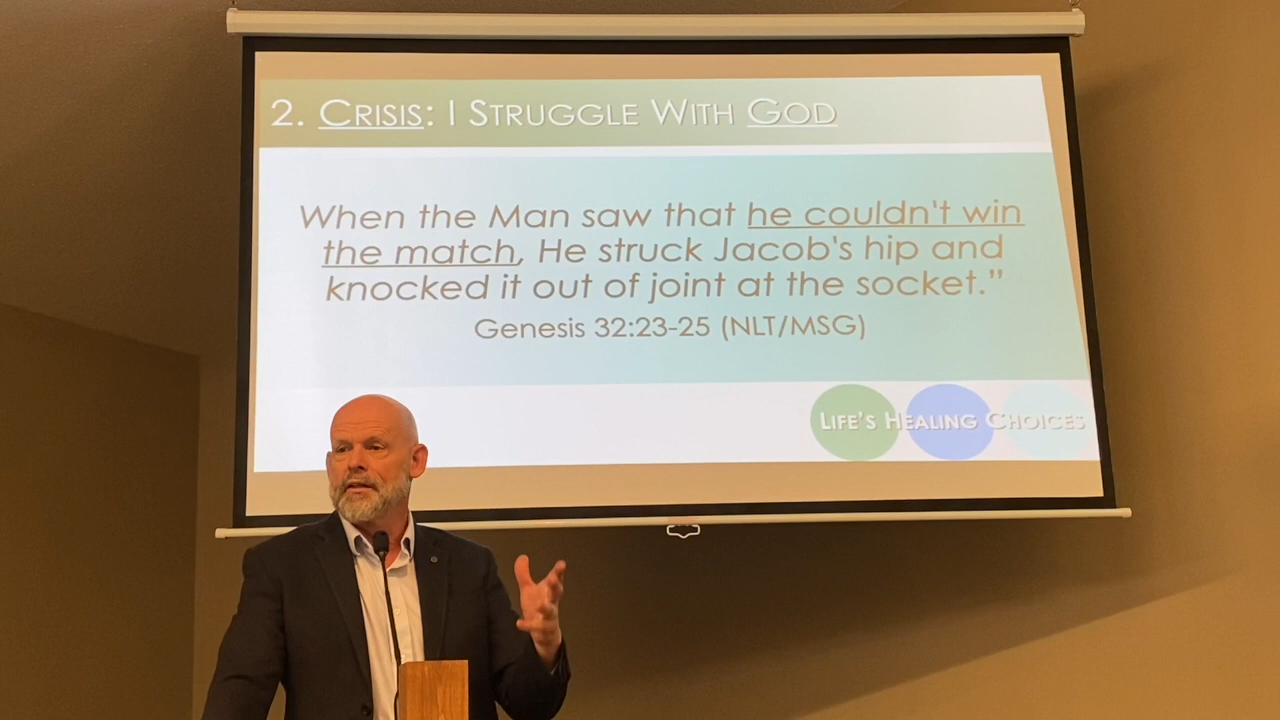 2. CRISIS: I STRUGGLE WITH GOD
When the Man saw that he couldn't win
the match, He struck Jacob's hip and
knocked it out of joint at the socket.”
Genesis 32:23-25 (NLT/MSG)
LIFE'S HEALING CHOICES